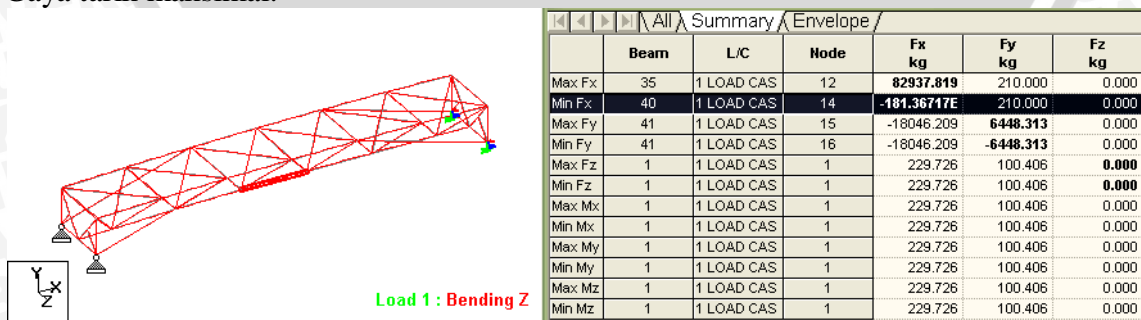 Gaya tarik maksimal.
All Summary Envelope
Beam L/C Node Fx kg Fy kg Fz kg
Max Fx 35 1 LOAD CAS 12 82937.819 210.000 0.000
Min Fx 40 1 LOAD CAS 14 -181.36717E 210.000 0.000
Max Fy 41 1 LOAD CAS 15 -18046.209 6448.313 0.000
Min Fy 41 1 LOAD CAS 16 -18046.209 -6448.313 0.000
Max Fz 1 1 LOAD CAS 1 229.726 100.406 0.000
Min Fz 1 1 LOAD CAS 1 229.726 100.406 0.000
Max Mx 1 1 LOAD CAS 1 229.726 100.406 0.000
Min Mx 1 1 LOAD CAS 1 229.726 100.406 0.000
Max My 1 1 LOAD CAS 1 229.726 100.406 0.000
Min My 1 1 LOAD CAS 1 229.726 100.406 0.000
Max Mz 1 1 LOAD CAS 1 229.726 100.406 0.000
Min Mz 1 1 LOAD CAS 1 229.726 100.406 0.000
Y
X
Z
Load 1 : Bending Z